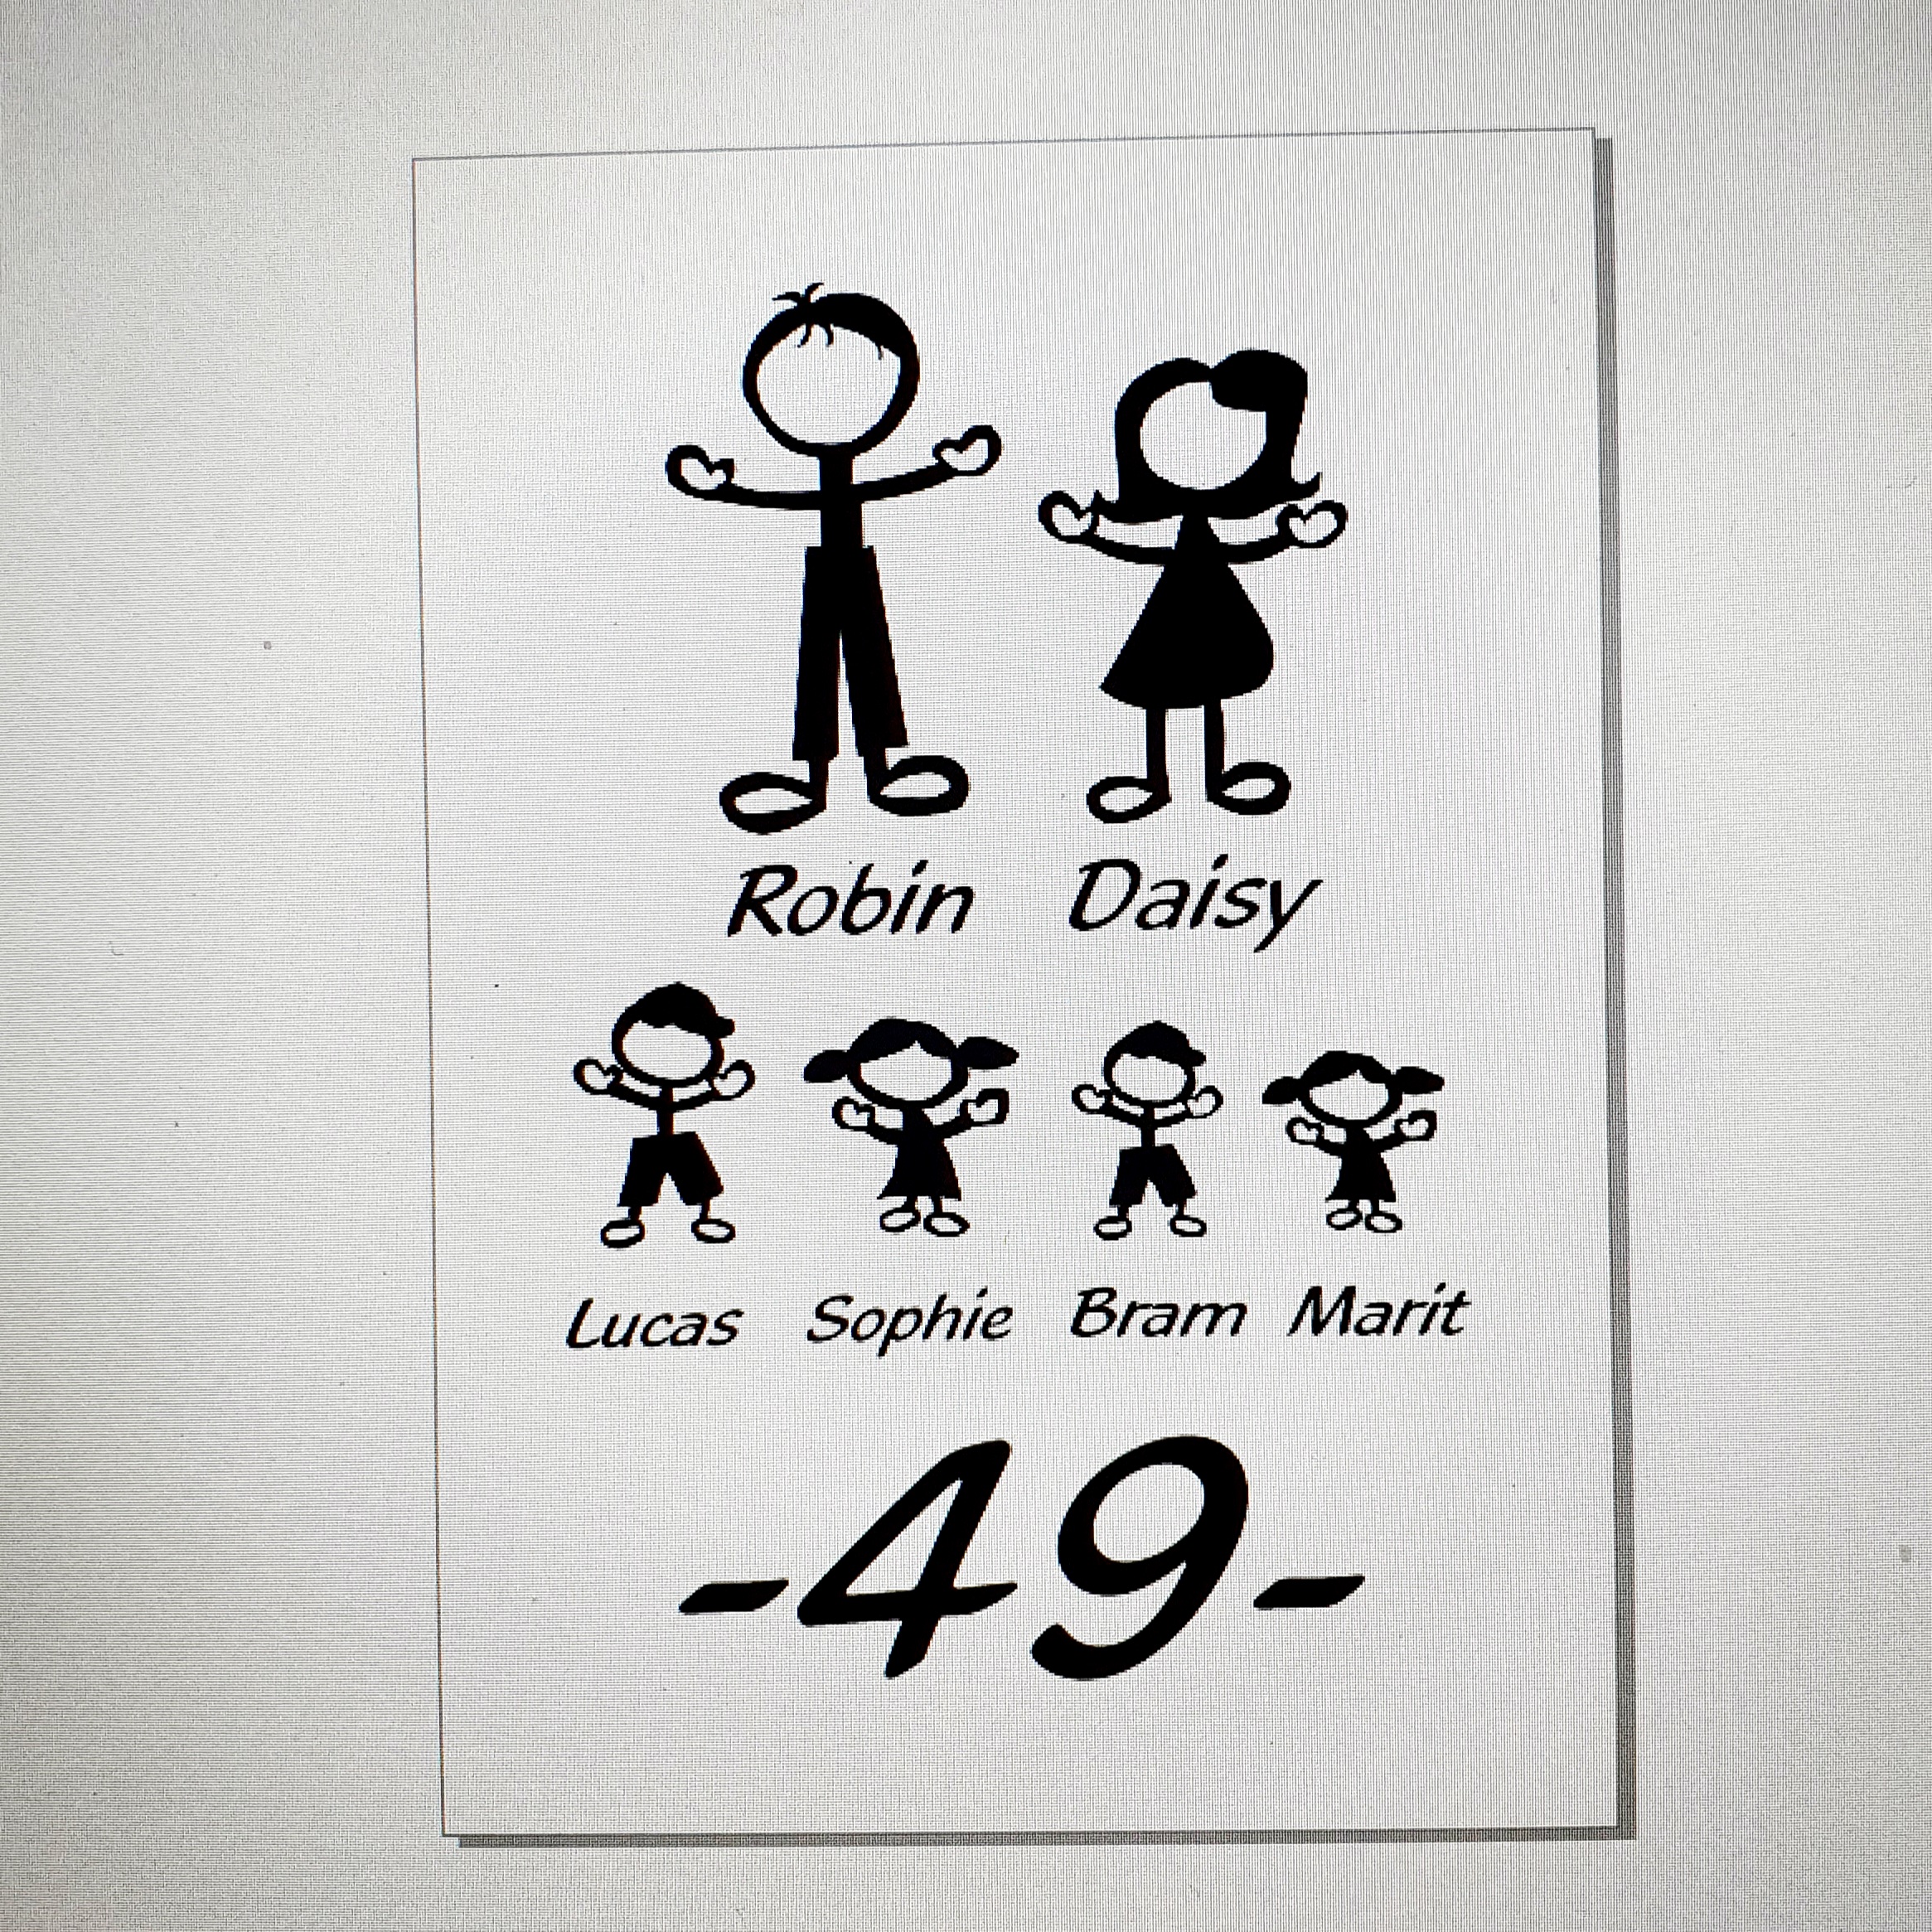 Robin Daisy
Lucas Sophie Bram Marit
-49-